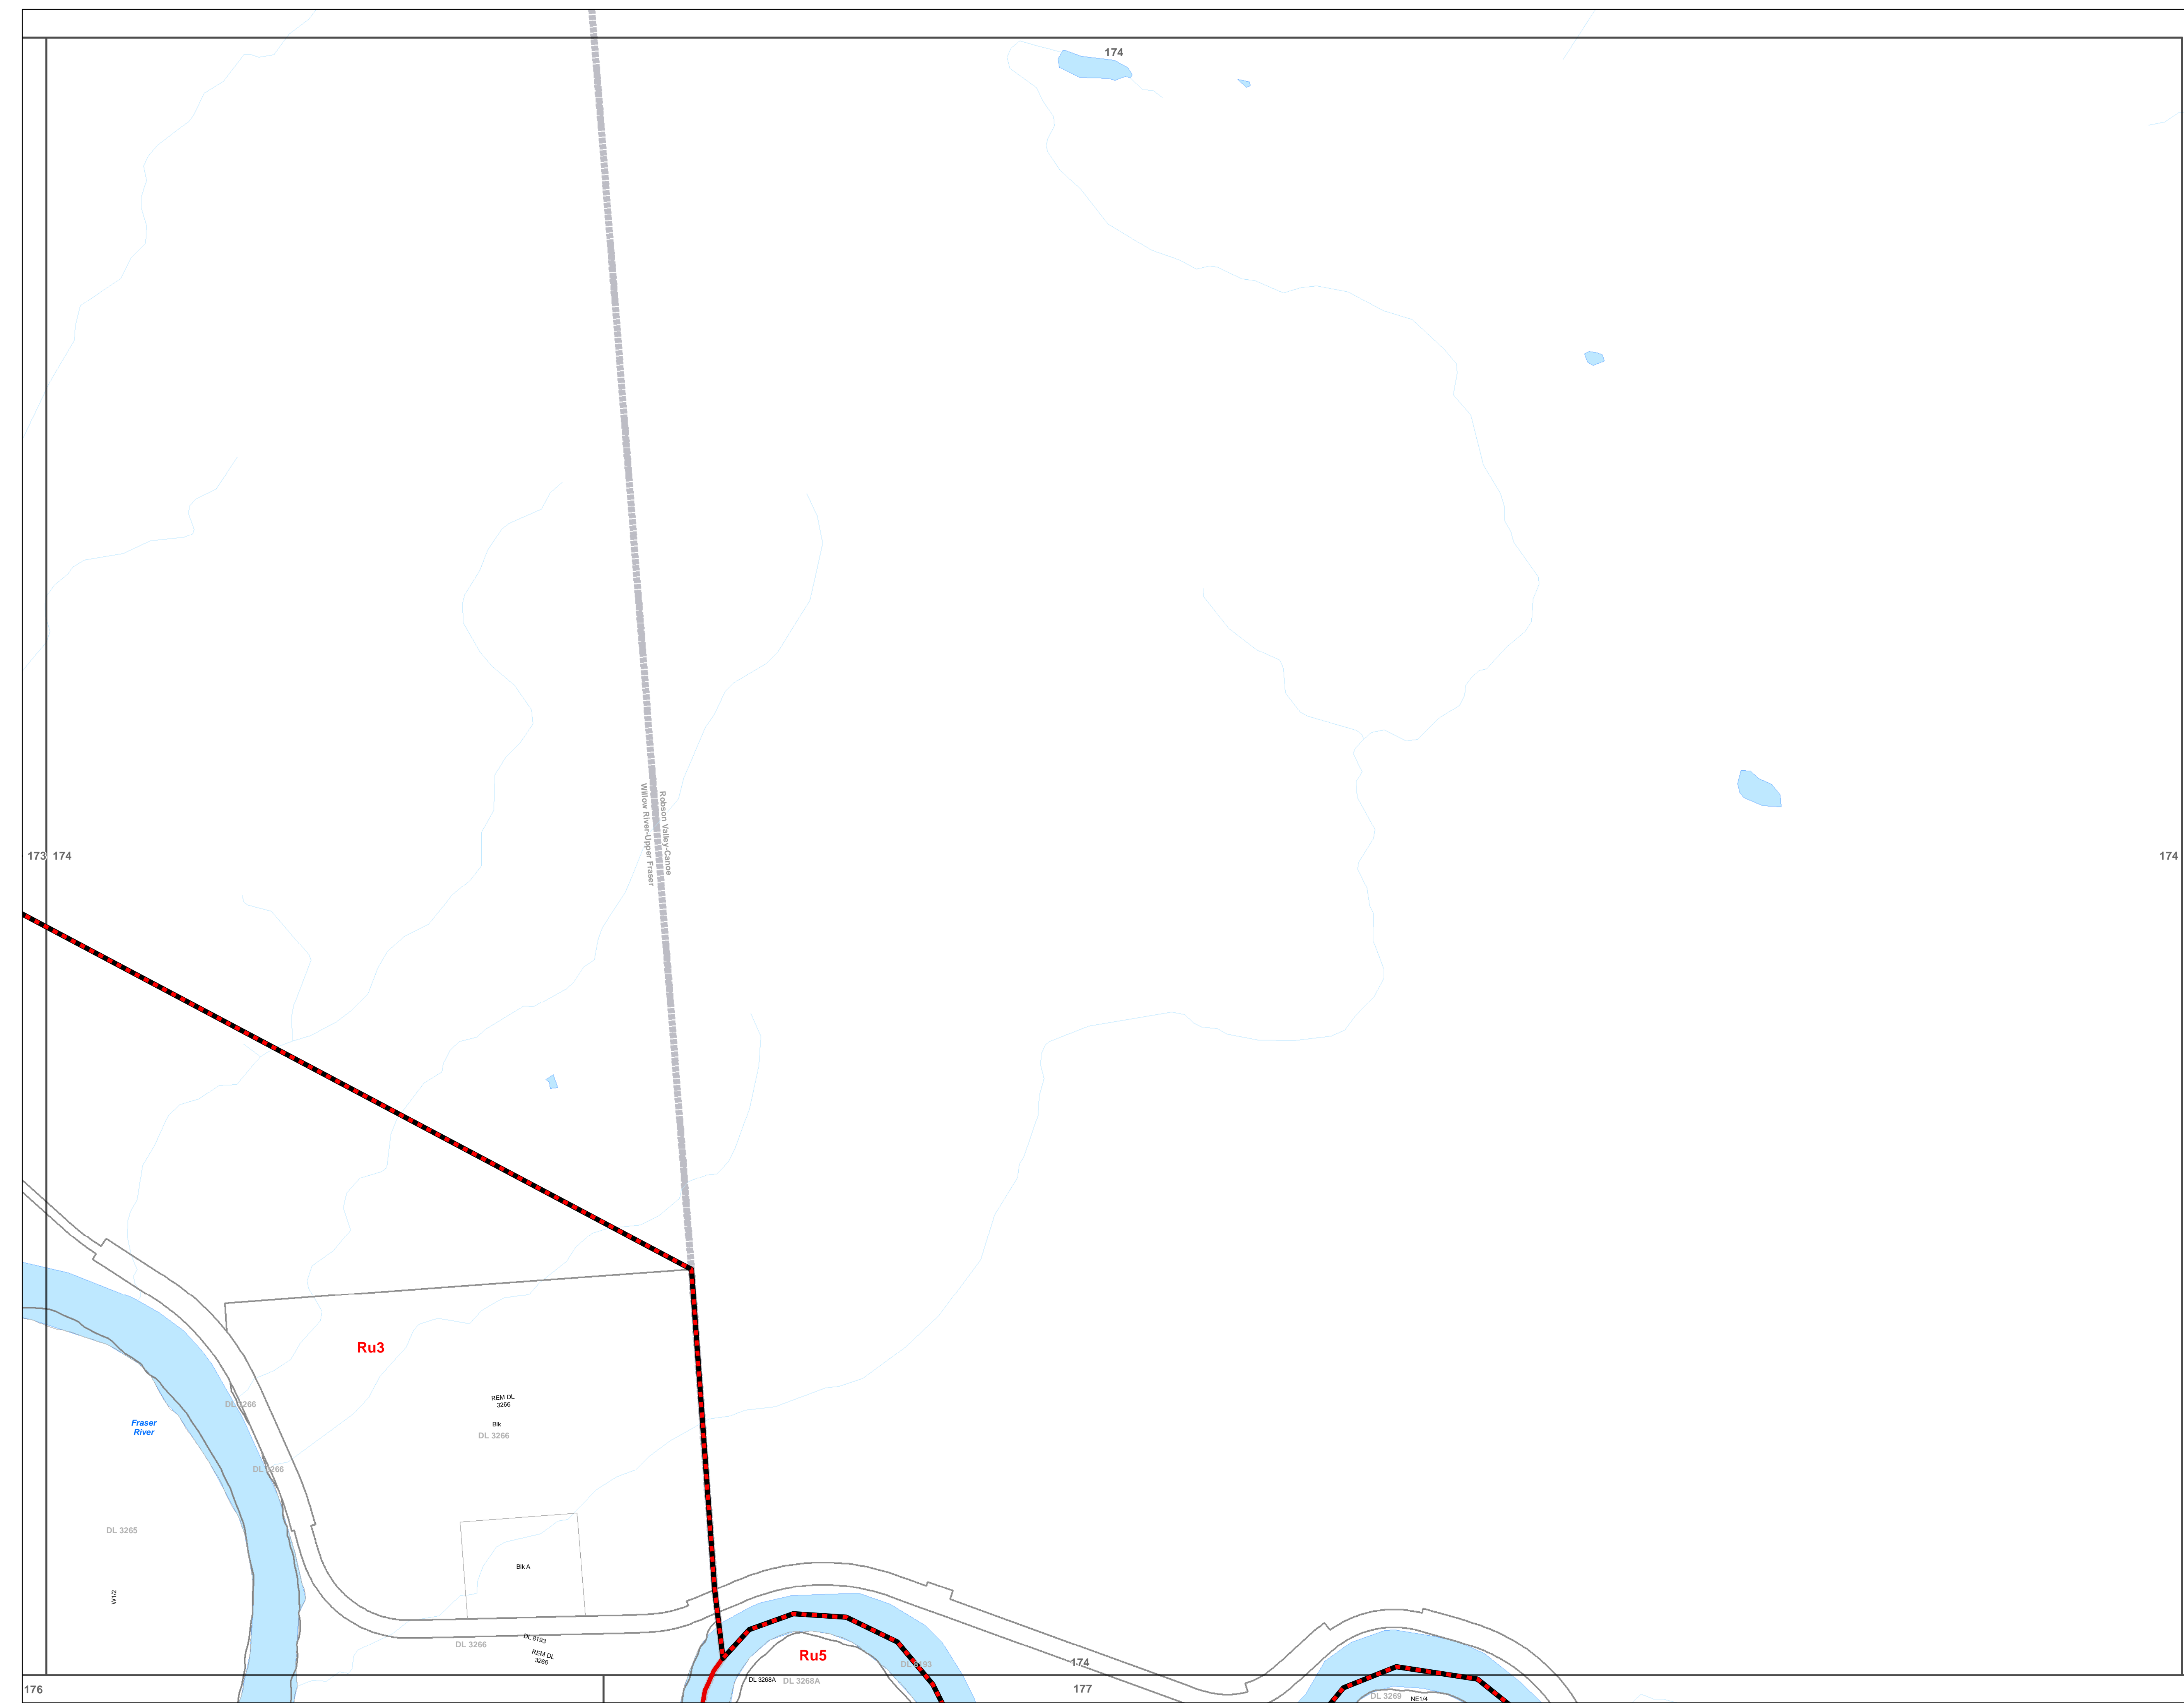 174
Robson Valley-Canoe
Willow River-Upper Fraser
173 174
174
Ru3
REM DL
3266
Blk
DL 3266
DL 3266
Fraser
River
DL 3266
DL 3265
W1/2
Blk A
DL 8193
DL 3266
REM DL
3266
Ru5
DL 8193
174
DL 3268A
DL 3268A
176
177
DL 3269
NE1/4